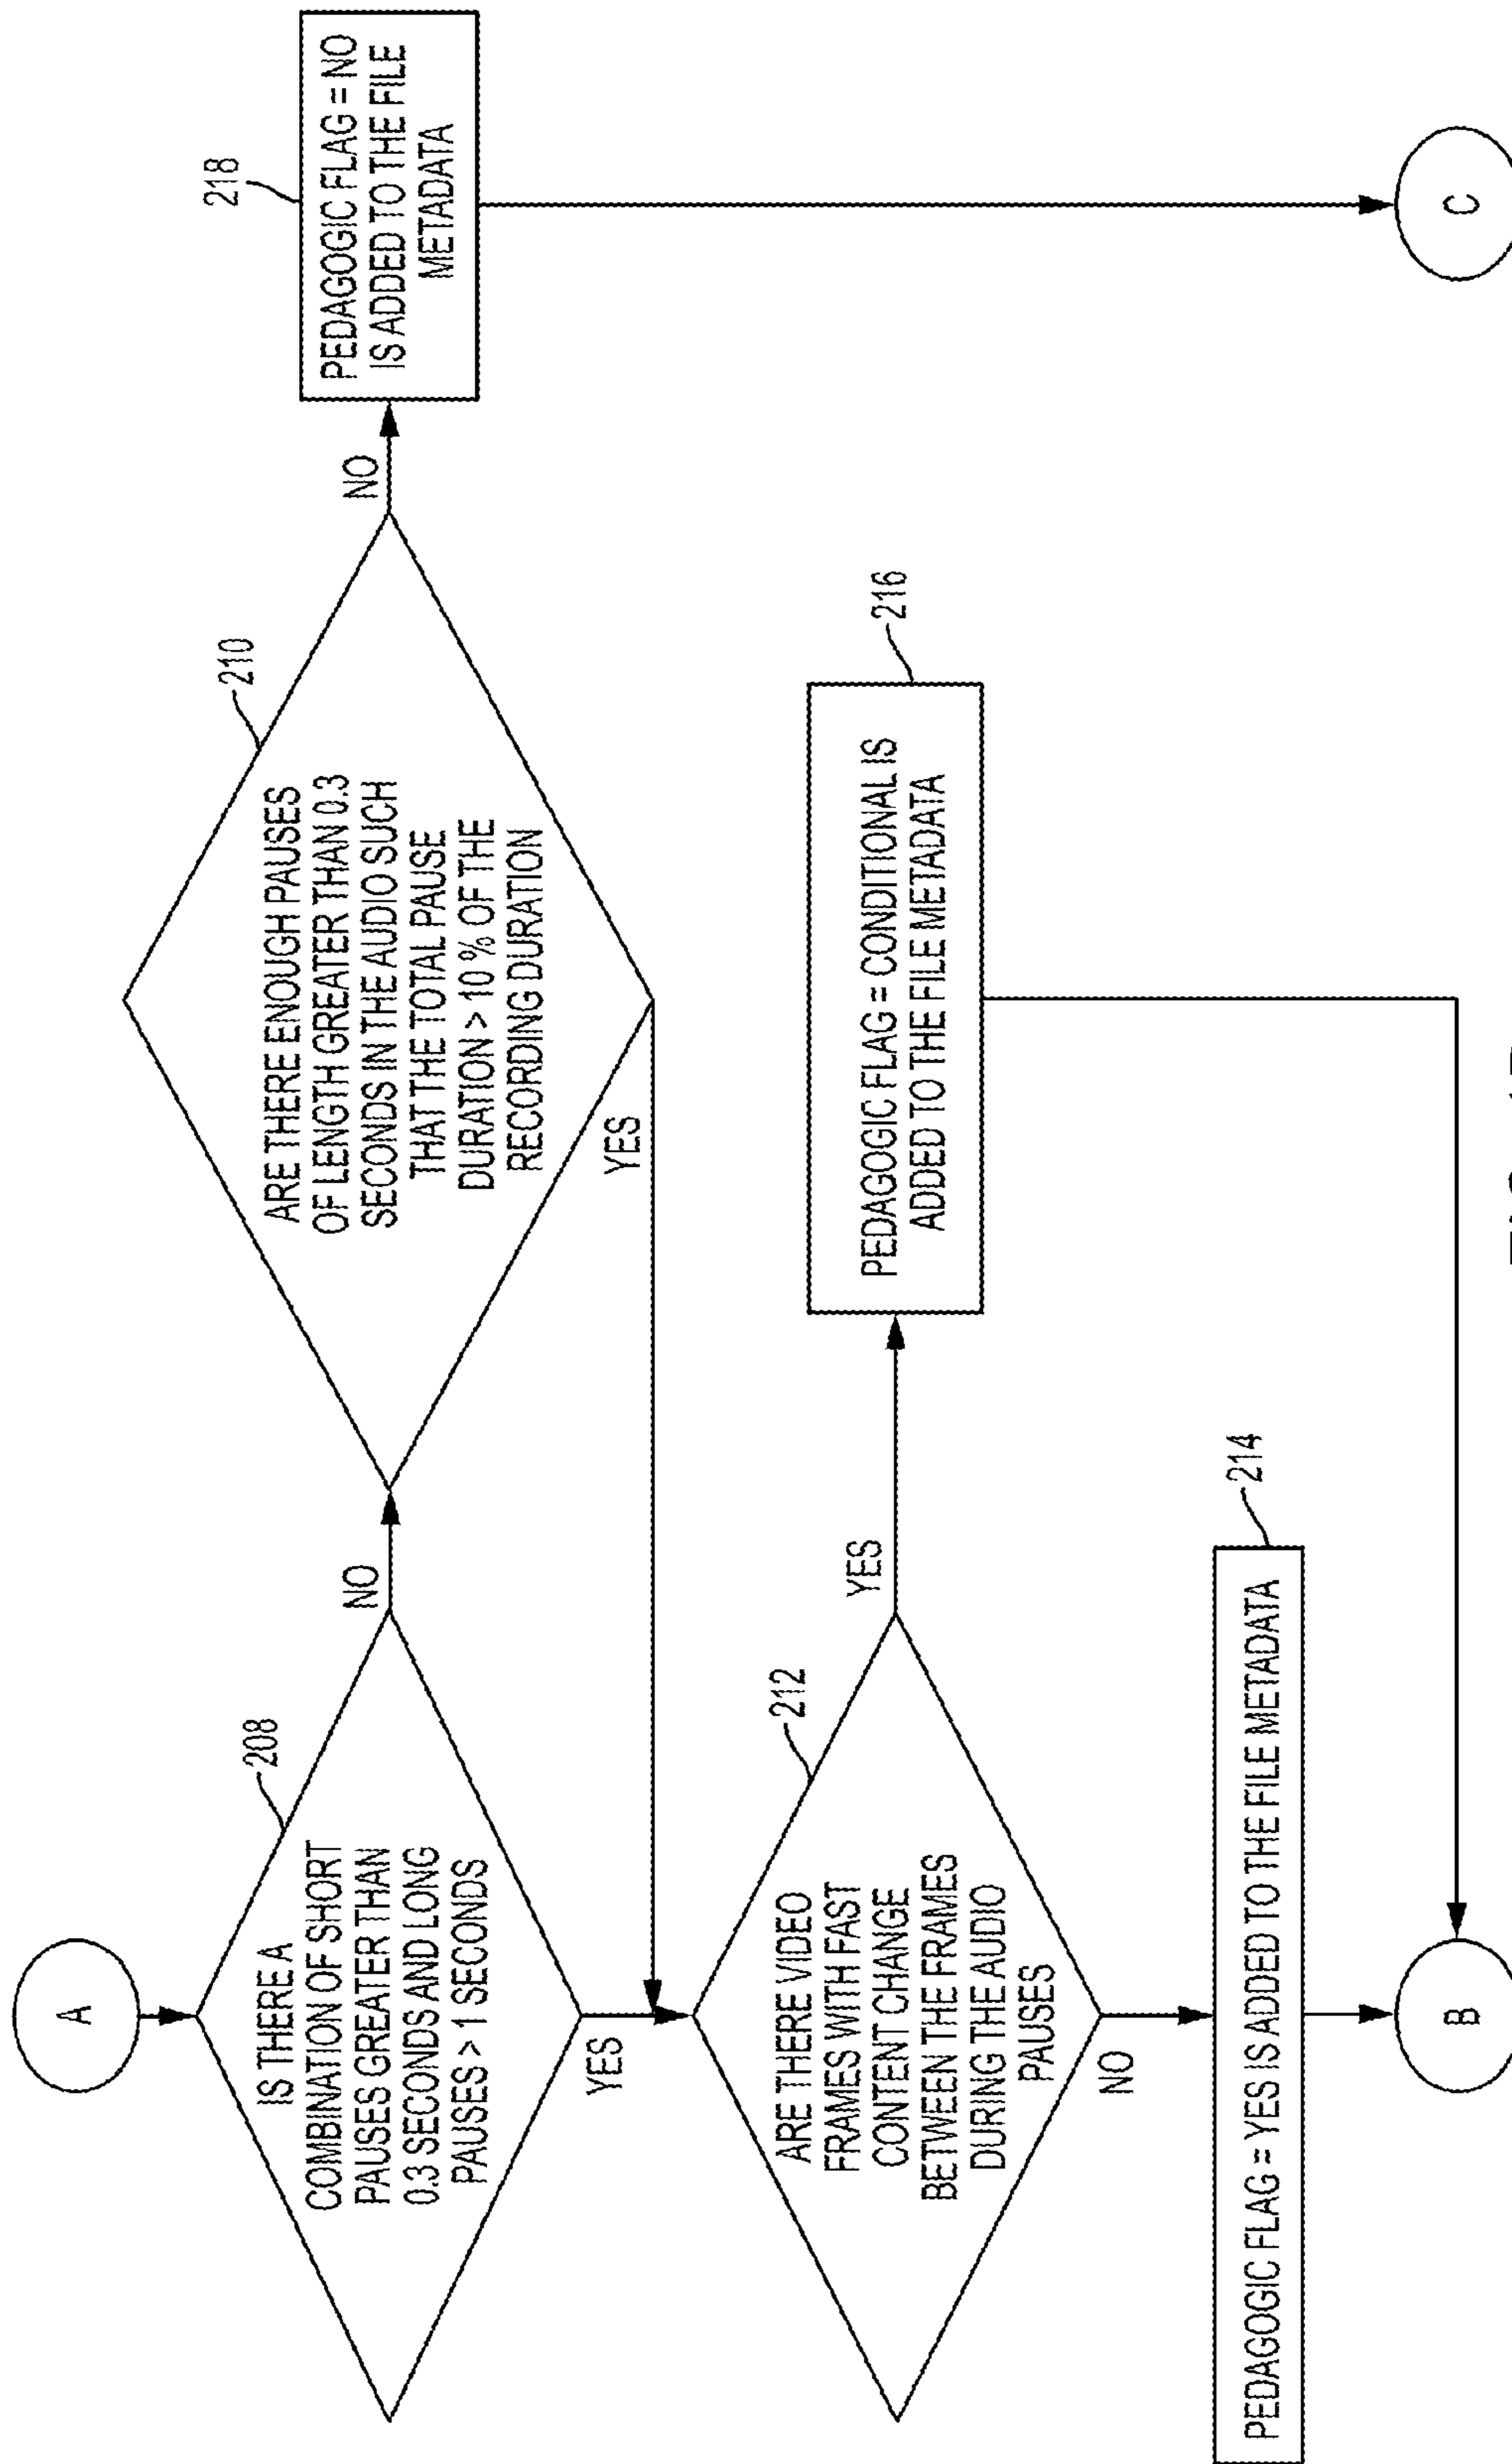 A
208
IS THERE A
COMBINATION OF SHORT
PAUSES GREATER THAN
0.3 SECONDS AND LONG
PAUSES > 1 SECONDS
NO
YES
210
ARE THERE ENOUGH PAUSES
OF LENGTH GREATER THAN 0.3
SECONDS IN THE AUDIO SUCH
THAT THE TOTAL PAUSE
DURATION > 10 % OF THE
RECORDING DURATION
YES
NO
218
PEDAGOGIC FLAG = NO
IS ADDED TO THE FILE
METADATA
212
ARE THERE VIDEO
FRAMES WITH FAST
CONTENT CHANGE
BETWEEN THE FRAMES
DURING THE AUDIO
PAUSES
YES
NO
216
PEDAGOGIC FLAG = CONDITIONAL IS
ADDED TO THE FILE METADATA
214
PEDAGOGIC FLAG = YES IS ADDED TO THE FILE METADATA
B
C